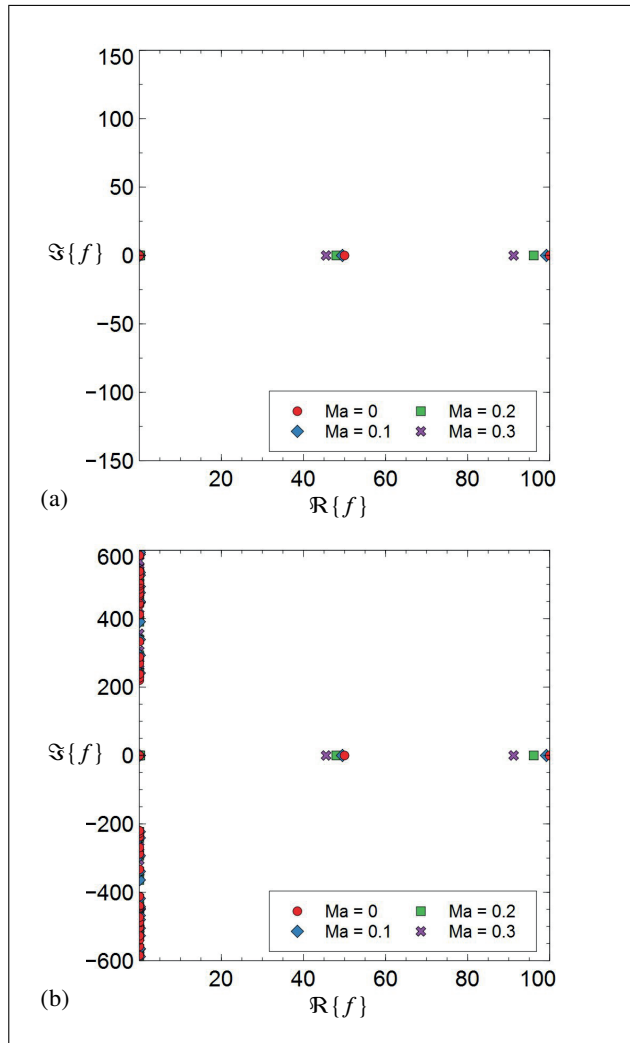 150
100
50
ℑ{f} 0
−50
−100
−150
Ma = 0 Ma = 0.2
Ma = 0.1 Ma = 0.3
20 40 60 80 100
(a) ℜ{f}
600
400
200
ℑ{f} 0
−200
−400
−600
Ma = 0 Ma = 0.2
Ma = 0.1 Ma = 0.3
20 40 60 80 100
(b) ℜ{f}